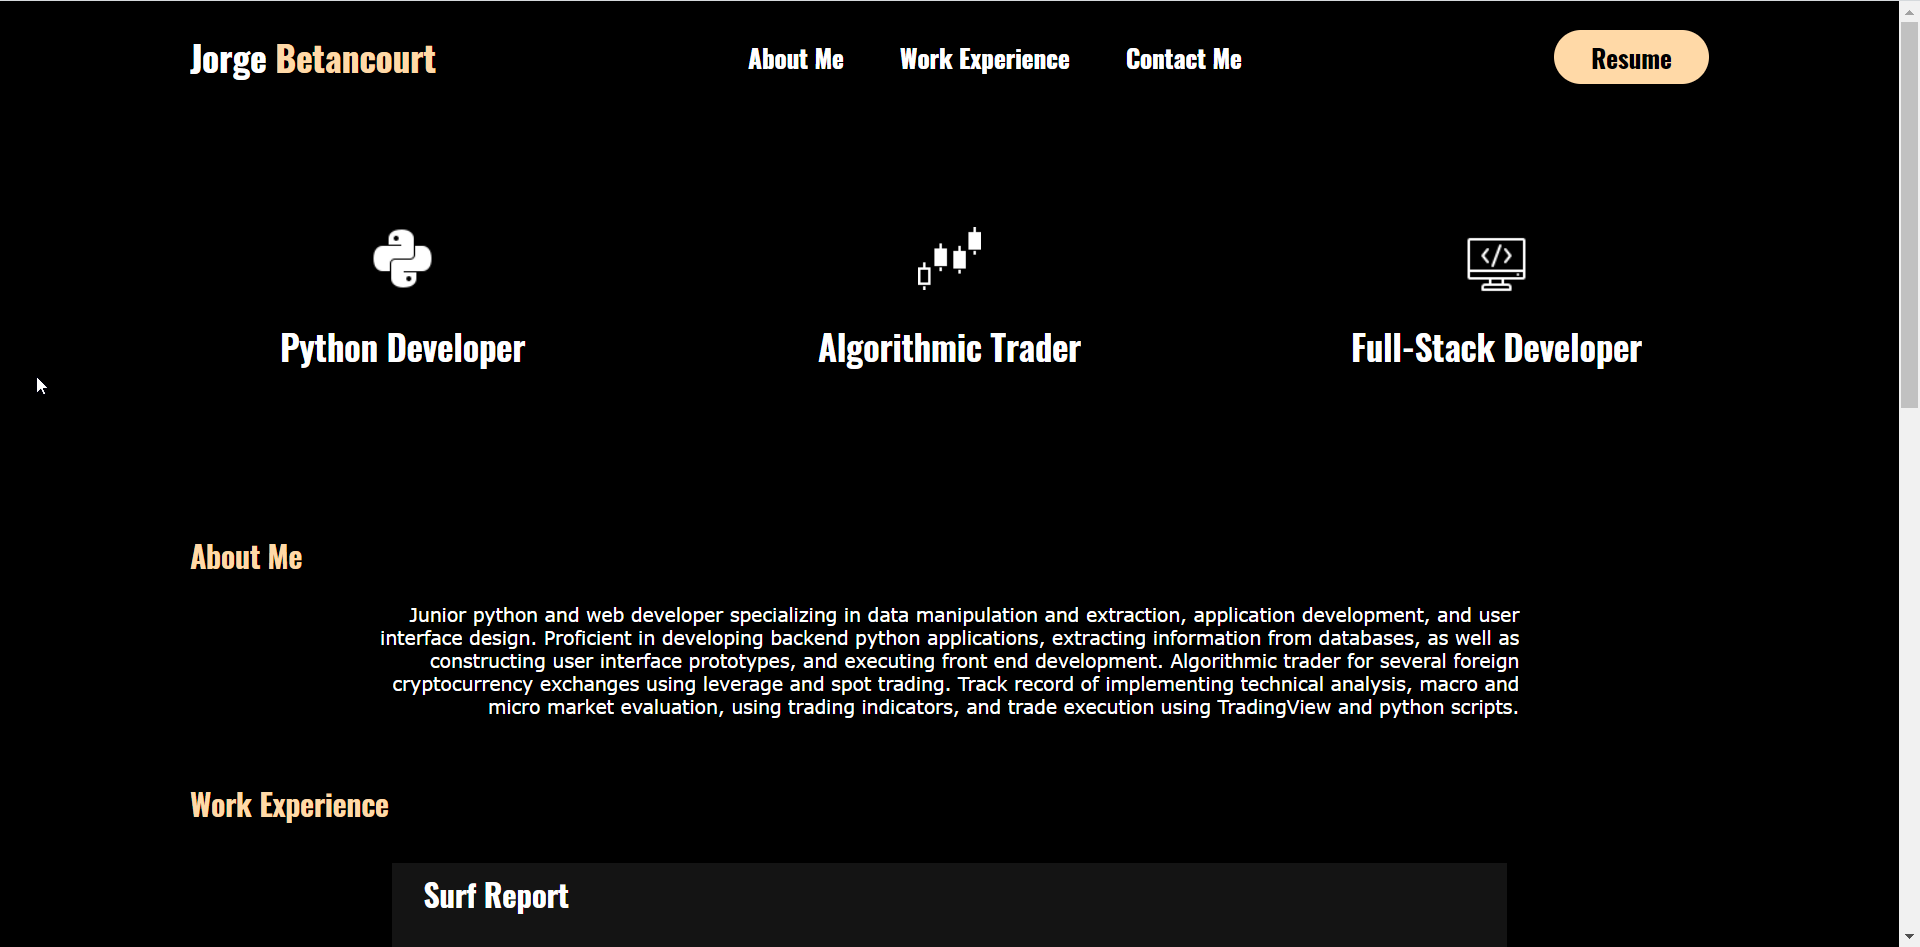 Jorge Betancourt
About Me
Work Experience
Contact Me
Resume
</>
Python Developer
Algorithmic Trader
Full-Stack Developer
About Me
Junior python and web developer specializing in data manipulation and extraction, application development, and user
interface design. Proficient in developing backend python applications, extracting information from databases, as well as
constructing user interface prototypes, and executing front end development. Algorithmic trader for several foreign
cryptocurrency exchanges using leverage and spot trading. Track record of implementing technical analysis, macro and
micro market evaluation, using trading indicators, and trade execution using TradingView and python scripts.
Work Experience
Surf Report